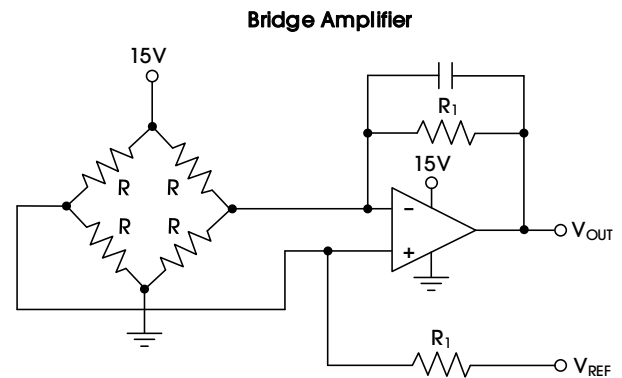 Bridge Amplifier
15V
R1
15V
R
R
R
R
−
+
VOUT
R1
VREF